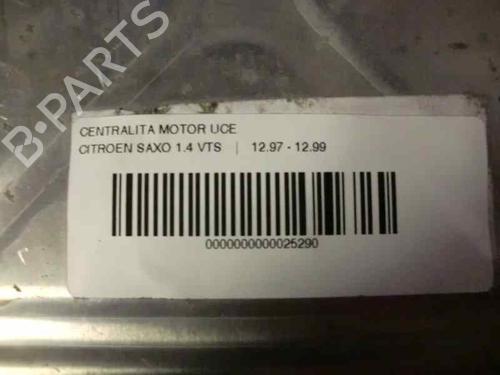 B-PARTS
CENTRALITA MOTOR UCE
CITROEN SAXO 1.4 VTS | 12.97 - 12.99
0000000000025290